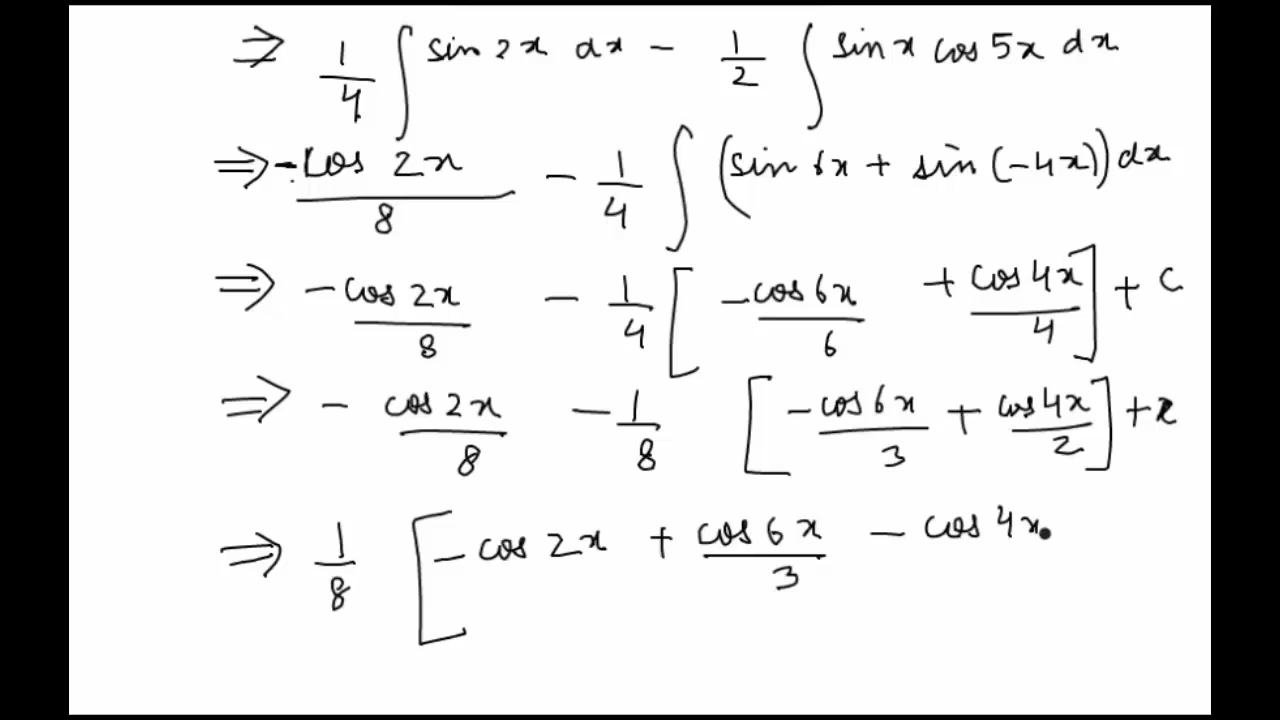 ⇒ 1/4 ∫ sin 2x dx − 1/2 ∫ sin x cos 5x dx
⇒ −cos 2x/8 − 1/4 ∫ (sin 6x + sin (−4x)) dx
⇒ −cos 2x/8 − 1/4 [−cos 6x/6 + cos 4x/4] + C
⇒ − cos 2x/8 − 1/8 [−cos 6x/3 + cos 4x/2] +
⇒ 1/8 [− cos 2x + cos 6x/3 − cos 4x